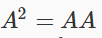 A² = AA